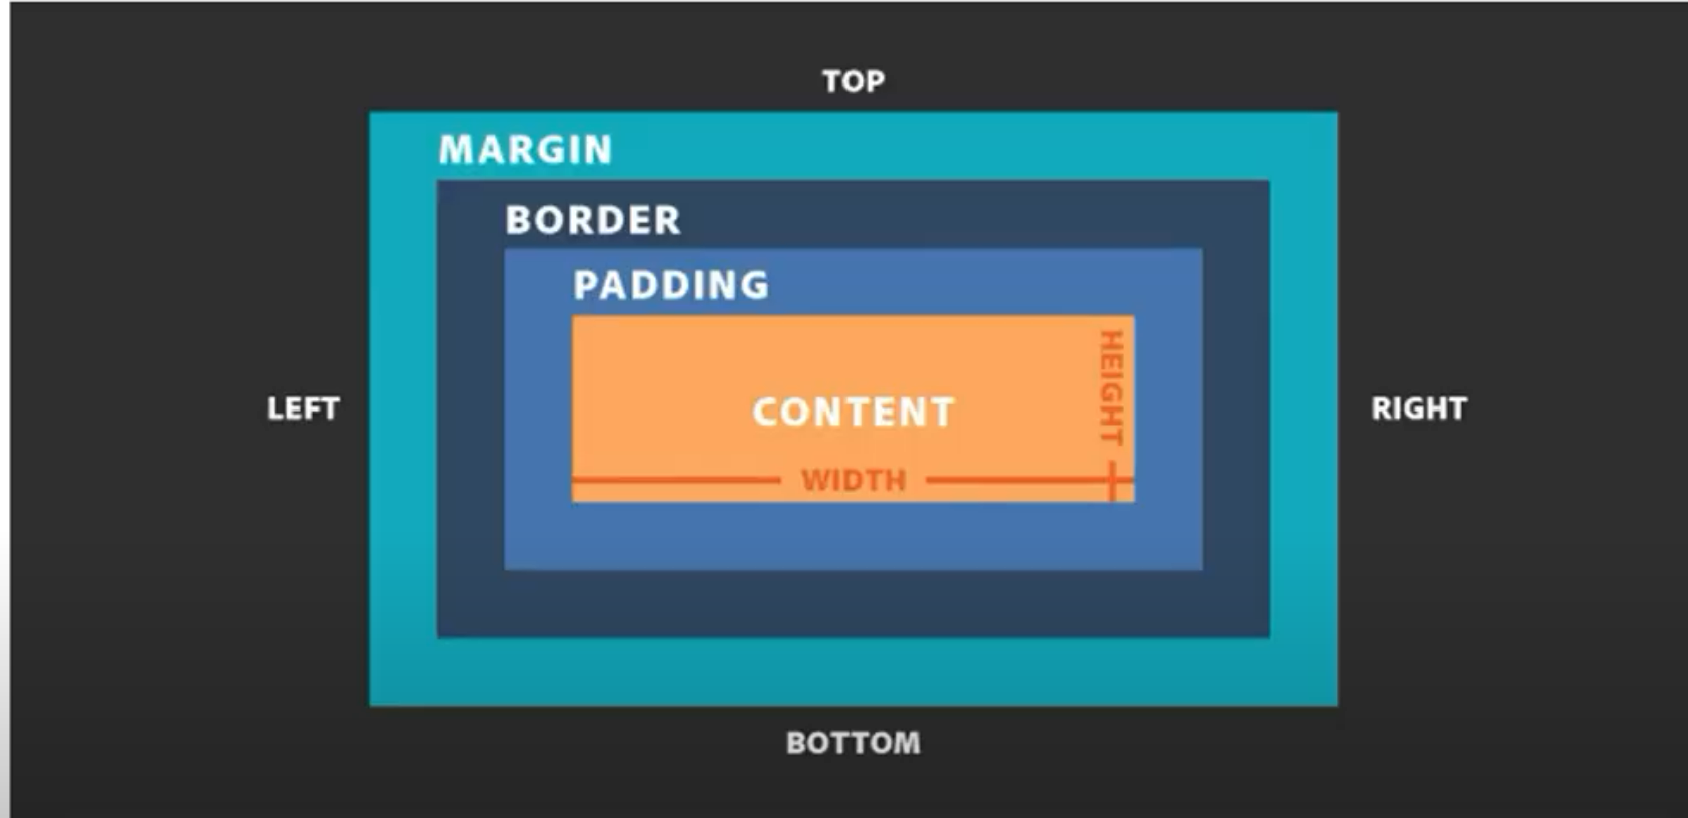 TOP
MARGIN
BORDER
PADDING
HEIGHT
LEFT
CONTENT
RIGHT
WIDTH
BOTTOM